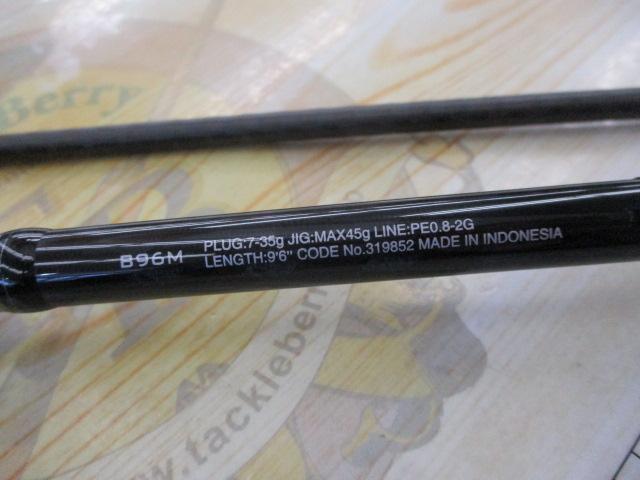 Berry
B96M
PLUG:7-35g JIG:MAX45g LINE:PE0.8-2G
LENGTH:9'6" CODE No.319852 MADE IN INDONESIA
www.tackleber